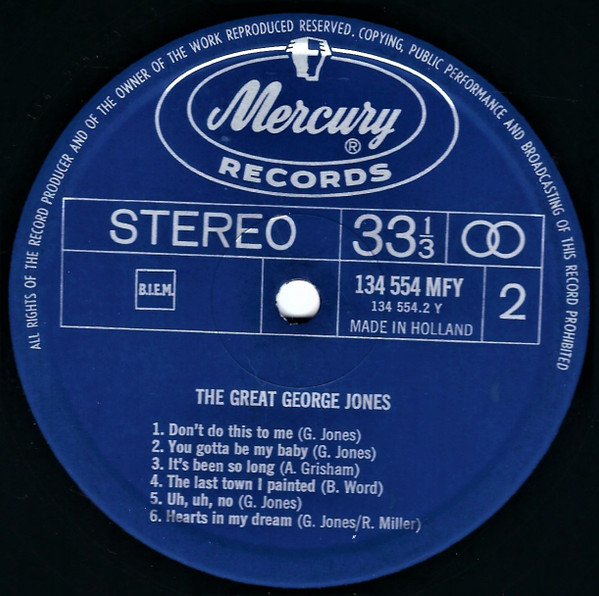 ALL RIGHTS OF THE RECORD PRODUCER AND OF THE OWNER OF THE WORK REPRODUCED RESERVED. COPYING, PUBLIC PERFORMANCE AND BROADCASTING OF THIS RECORD PROHIBITED
Mercury ®
RECORDS
STEREO 33 1/3
B.I.E.M. 134 554 MFY 2
134 554.2 Y
MADE IN HOLLAND
THE GREAT GEORGE JONES
1. Don't do this to me (G. Jones)
2. You gotta be my baby (G. Jones)
3. It's been so long (A. Grisham)
4. The last town I painted (B. Word)
5. Uh, uh, no (G. Jones)
6. Hearts in my dream (G. Jones/R. Miller)